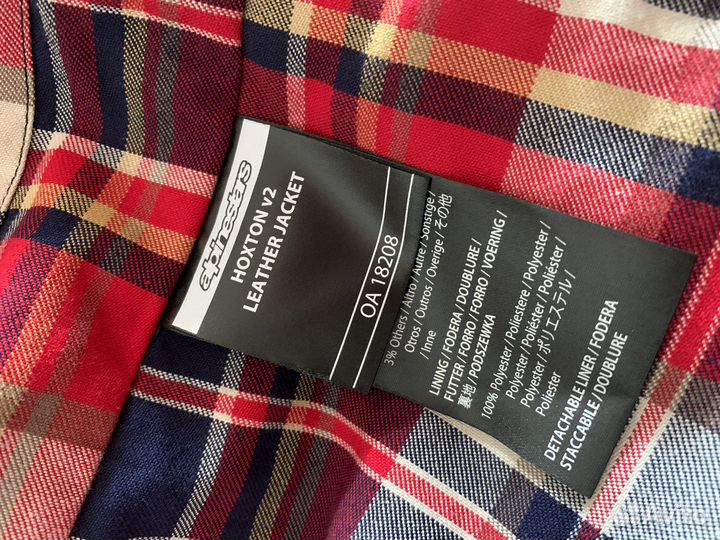 alpinestars
HOXTON v2
LEATHER JACKET
OA 18208
3% Others / Altro / Autre / Sonstige /
Otros / Outros / Overige / その他
/ Inne
LINING / FODERA / DOUBLURE /
FUTTER / FORRO / FORRO / VOERING /
裏地 / PODSZEWKA
100% Polyester / Poliestere / Polyester /
Polyester / Poliéster / Poliéster /
Polyester / ポリエステル /
Poliester
DETACHABLE LINER / FODERA
STACCABILE / DOUBLURE
Avito